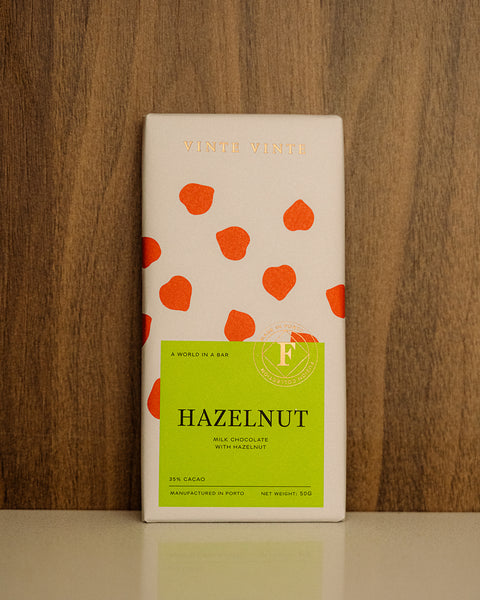 VINTE VINTE
A WORLD IN A BAR
F
HAZELNUT
MILK CHOCOLATE
WITH HAZELNUT
35% CACAO
MANUFACTURED IN PORTO
NET WEIGHT: 50G